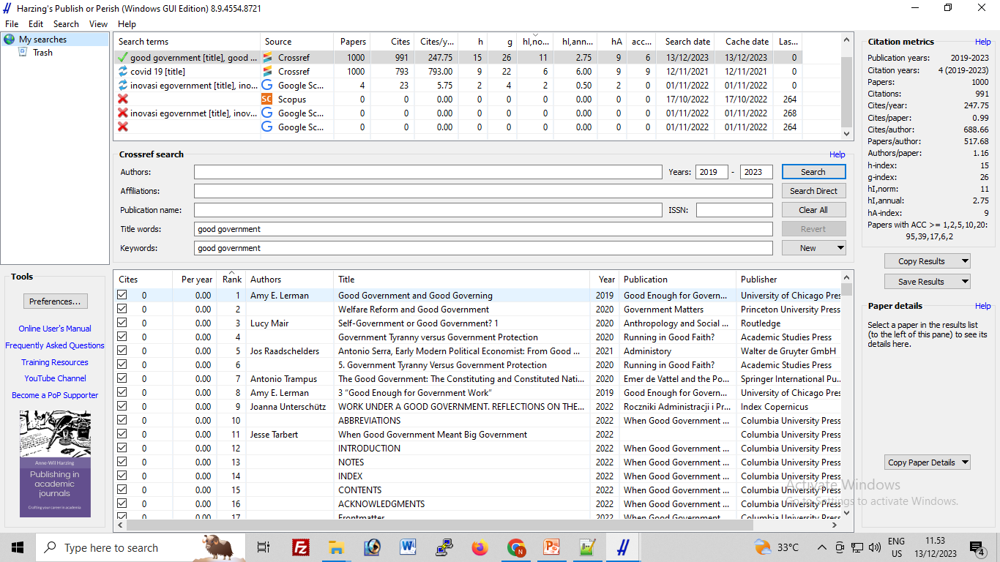 Harzing's Publish or Perish (Windows GUI Edition) 8.9.4554.8721
File Edit Search View Help
My searches
Trash
Search terms Source Papers Cites Cites/y... h g hI,no... hI,ann... hA acc... Search date Cache date Las...
good government [title], good ... Crossref 1000 991 247.75 15 26 11 2.75 9 6 13/12/2023 13/12/2023 0
covid 19 [title] Crossref 1000 793 793.00 9 22 6 6.00 9 9 12/11/2021 12/11/2021 0
inovasi egovernment [title], ino... Google Sc... 4 23 5.75 2 4 2 0.50 2 01/11/2022 01/11/2022 0
SC Scopus 0 0 0.00 0 0 0 0.00 0 0 17/10/2022 17/10/2022 264
inovasi egovernmet [title], inov... Google Sc... 0 0 0.00 0 0 0 0.00 0 0 01/11/2022 01/11/2022 268
Google Sc... 0 0 0.00 0 0 0 0.00 0 0 01/11/2022 01/11/2022 264
Crossref search Help
Authors: Years: 2019 - 2023 Search
Affiliations: Search Direct
Publication name: ISSN: Clear All
Title words: good government Revert
Keywords: good government New
Cites Per year Rank Authors Title Year Publication Publisher
0 0.00 1 Amy E. Lerman Good Government and Good Governing 2019 Good Enough for Govern... University of Chicago Pres
0 0.00 2 Welfare Reform and Good Government 2020 Government Matters Princeton University Press
0 0.00 3 Lucy Mair Self-Government or Good Government? 1 2020 Anthropology and Social ... Routledge
0 0.00 4 Government Tyranny versus Government Protection 2020 Running in Good Faith? Academic Studies Press
0 0.00 5 Jos Raadschelders Antonio Serra, Early Modern Political Economist: From Good ... 2021 Administory Walter de Gruyter GmbH
0 0.00 6 5. Government Tyranny Versus Government Protection 2020 Running in Good Faith? Academic Studies Press
0 0.00 7 Antonio Trampus The Good Government: The Constituting and Constituted Nati... 2020 Emer de Vattel and the Po... Springer International Pu...
0 0.00 8 Amy E. Lerman 3 “Good Enough for Government Work” 2019 Good Enough for Govern... University of Chicago Pres
0 0.00 9 Joanna Unterschütz WORK UNDER A GOOD GOVERNMENT. REFLECTIONS ON THE... 2022 Roczniki Administracji i Pr... Index Copernicus
0 0.00 10 ABBREVIATIONS 2022 When Good Government ... Columbia University Press
0 0.00 11 Jesse Tarbert When Good Government Meant Big Government 2022 Columbia University Press
0 0.00 12 INTRODUCTION 2022 When Good Government ... Columbia University Press
0 0.00 13 NOTES 2022 When Good Government ... Columbia University Press
0 0.00 14 INDEX 2022 When Good Government ... Columbia University Press
0 0.00 15 CONTENTS 2022 When Good Government ... Columbia University Press
0 0.00 16 ACKNOWLEDGMENTS 2022 When Good Government ... Columbia University Press
0 0.00 17 Frontmatter 2022 When Good Government Columbia University Press
Tools
Preferences...
Online User's Manual
Frequently Asked Questions
Training Resources
YouTube Channel
Become a PoP Supporter
Anne-Wil Harzing
Publishing in
academic
journals
Crafting your career in academia
Citation metrics Help
Publication years: 2019-2023
Citation years: 4 (2019-2023)
Papers: 1000
Citations: 991
Cites/year: 247.75
Cites/paper: 0.99
Cites/author: 688.66
Papers/author: 517.68
Authors/paper: 1.16
h-index: 15
g-index: 26
hI,norm: 11
hI,annual: 2.75
hA-index: 9
Papers with ACC >= 1,2,5,10,20:
95,39,17,6,2
Copy Results
Save Results
Paper details Help
Select a paper in the results list
(to the left of this pane) to see its
details here.
Copy Paper Details
Activate Windows
Go to Settings to activate Windows.
Type here to search
33°C
ENG
US
11.53
13/12/2023
4